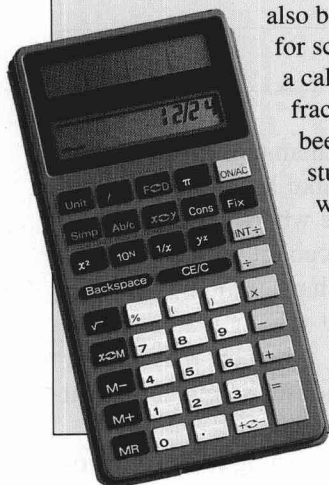 also b
for sc
a cal
frac
bee
stu
w
12/24
Unit / F⇄D π ON/AC
Simp Ab/c x⇄y Cons Fix
x² 10ᴺ 1/x yˣ INT÷
Backspace CE/C ÷
√ % ( ) ×
x⇄M 7 8 9 −
M− 4 5 6 +
M+ 1 2 3 =
MR 0 . +⇄−